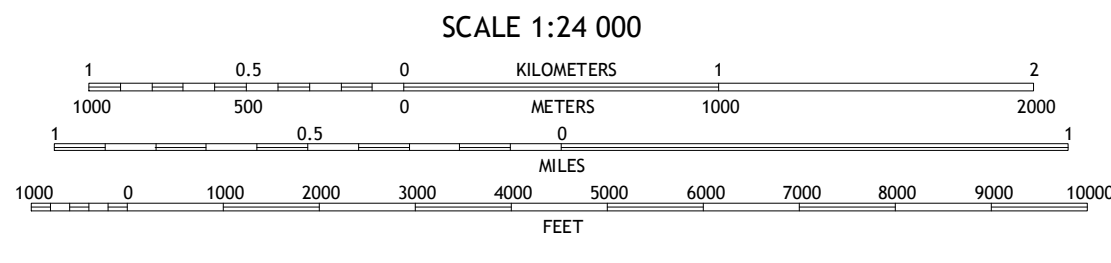 SCALE 1:24 000
1 0.5 0 KILOMETERS 1 2
1000 500 0 METERS 1000 2000
1 0.5 0 1
MILES
1000 0 1000 2000 3000 4000 5000 6000 7000 8000 9000 10000
FEET